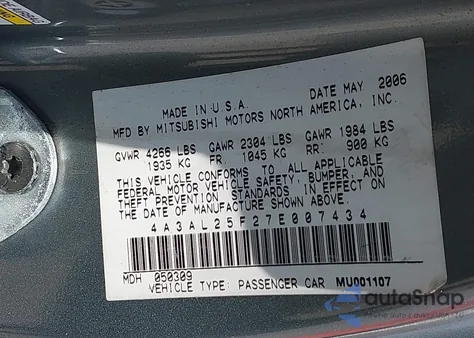 MADE IN U.S.A. DATE MAY 2006
MFD BY MITSUBISHI MOTORS NORTH AMERICA, INC.
GVWR 4266 LBS GAWR 2304 LBS GAWR 1984 LBS
1935 KG FR. 1045 KG RR. 900 KG
THIS VEHICLE CONFORMS TO ALL APPLICABLE
FEDERAL MOTOR VEHICLE SAFETY, BUMPER, AND
THEFT PREVENTION STANDARDS IN EFFECT ON
THE DATE OF MANUFACTURE SHOWN ABOVE.
4A3AL25F27E007434
MDH 050309
VEHICLE TYPE: PASSENGER CAR MU001107
autoSnap